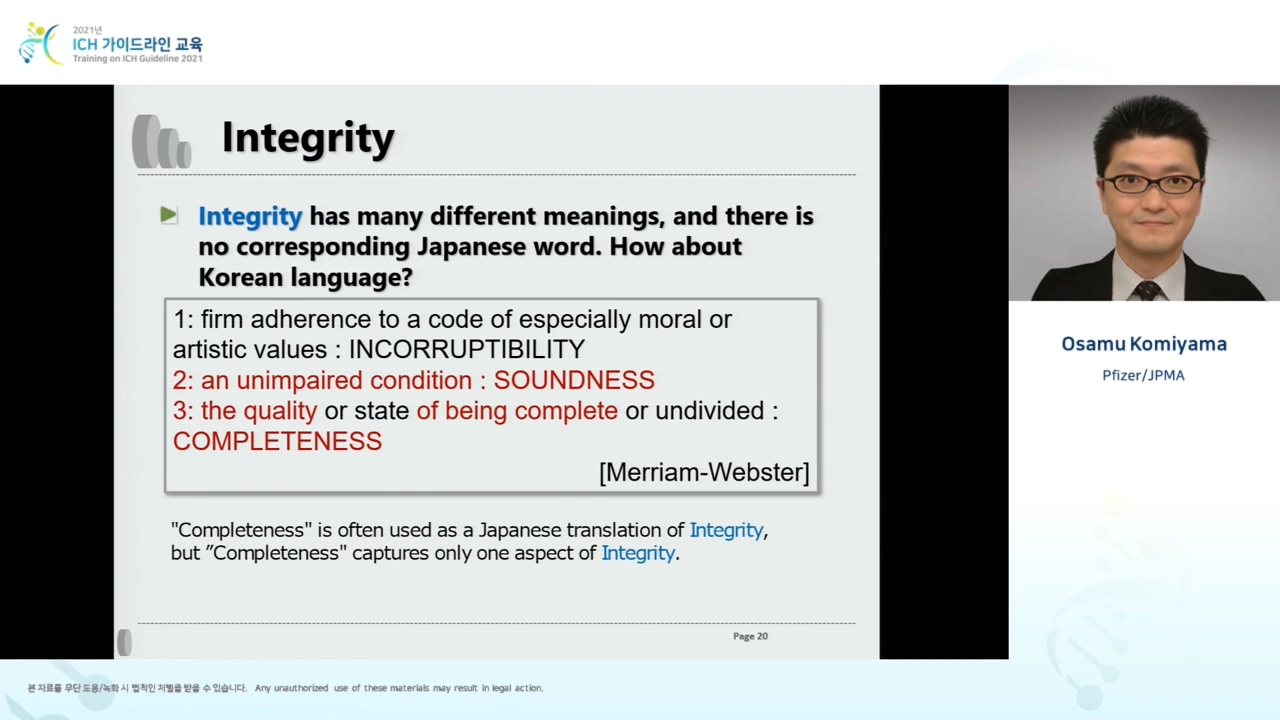 2021년
ICH 가이드라인 교육
Training on ICH Guideline 2021
Integrity
Integrity has many different meanings, and there is
no corresponding Japanese word. How about
Korean language?
1: firm adherence to a code of especially moral or
artistic values : INCORRUPTIBILITY
2: an unimpaired condition : SOUNDNESS
3: the quality or state of being complete or undivided :
COMPLETENESS
[Merriam-Webster]
"Completeness" is often used as a Japanese translation of Integrity,
but ”Completeness" captures only one aspect of Integrity.
Page 20
Osamu Komiyama
Pfizer/JPMA
본 자료를 무단 도용/녹화 시 법적인 처벌을 받을 수 있습니다. Any unauthorized use of these materials may result in legal action.